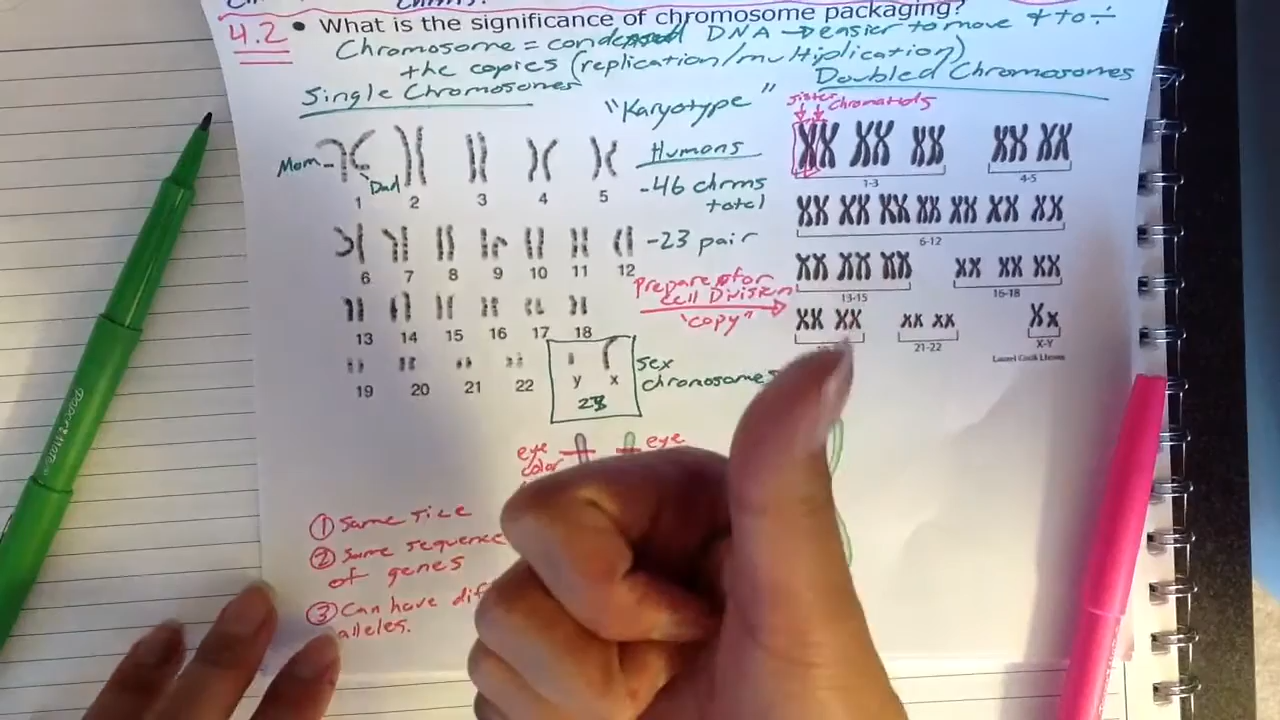 4.2 • What is the significance of chromosome packaging?
Chromosome = condensed DNA → easier to move & to ÷
the copies (replication/multiplication)
Single Chromosomes
"Karyotype"
Doubled Chromosomes
Sister Chromatids
Mom
Dad
Humans
-46 chrms
total
-23 pair
1 2 3 4 5
6 7 8 9 10 11 12
13 14 15 16 17 18
19 20 21 22
y x
23
sex
chromosomes
Prepare for
cell Division
"copy"
1-3 4-5
6-12
13-15 16-18
21-22 X-Y
eye
color
eye
① Same size
② Same sequence
of genes
③ Can have dif
alleles.
Paper:Mate